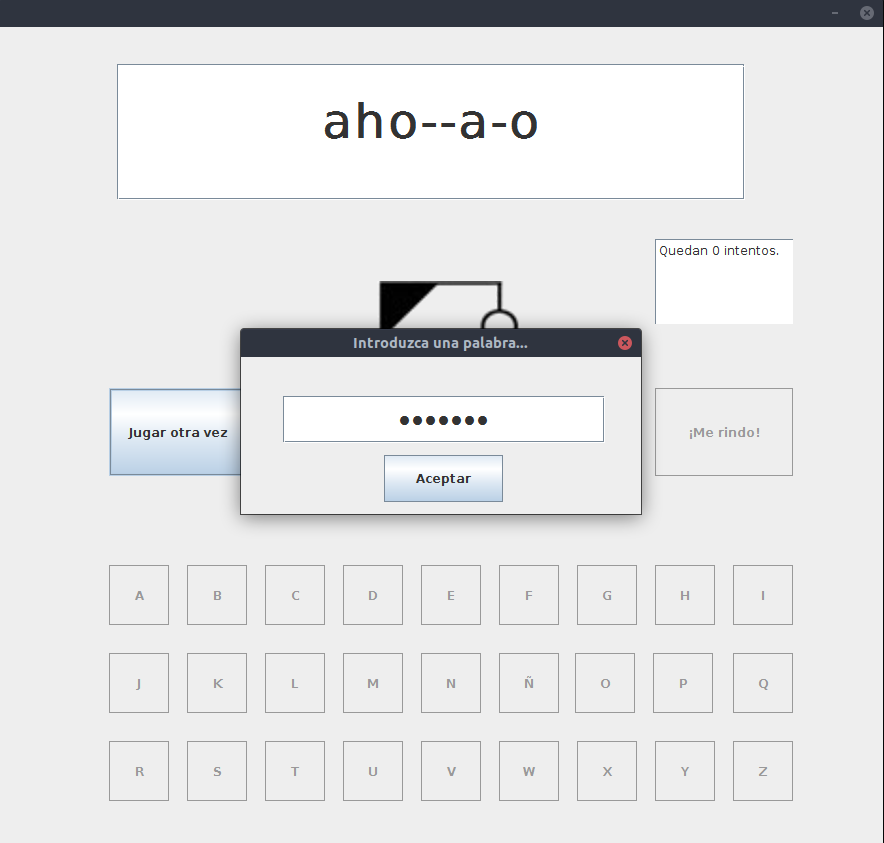 aho--a-o
Quedan 0 intentos.
Introduzca una palabra...
•••••••
Jugar otra vez
¡Me rindo!
Aceptar
A B C D E F G H I
J K L M N Ñ O P Q
R S T U V W X Y Z